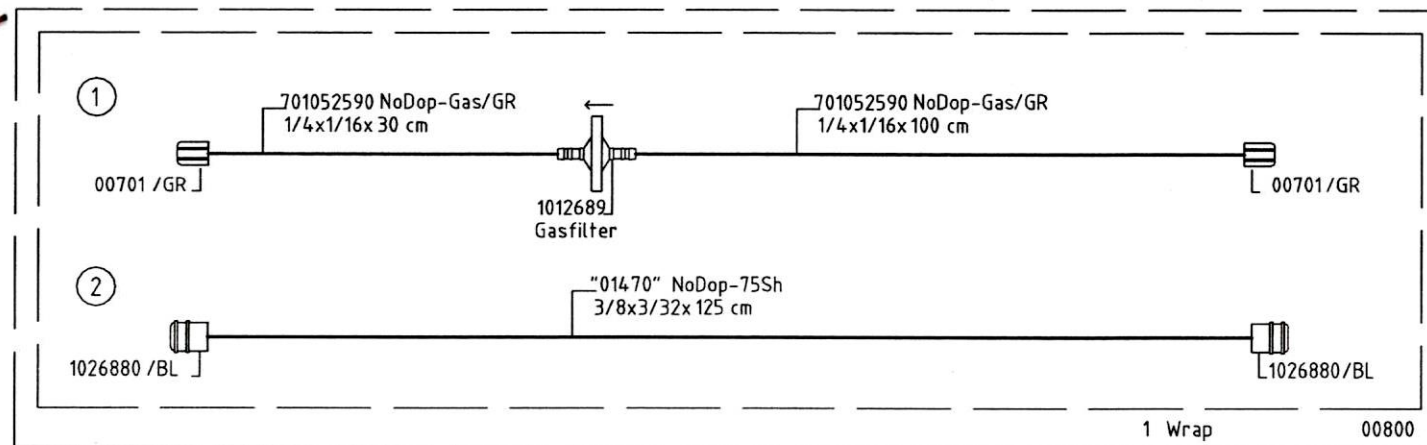 1
701052590 NoDop-Gas/GR
1/4x1/16x 30 cm
701052590 NoDop-Gas/GR
1/4x1/16x 100 cm
00701 /GR
00701/GR
1012689
Gasfilter
2
"01470" NoDop-75Sh
3/8x3/32x 125 cm
1026880 /BL
1026880/BL
1 Wrap 00800